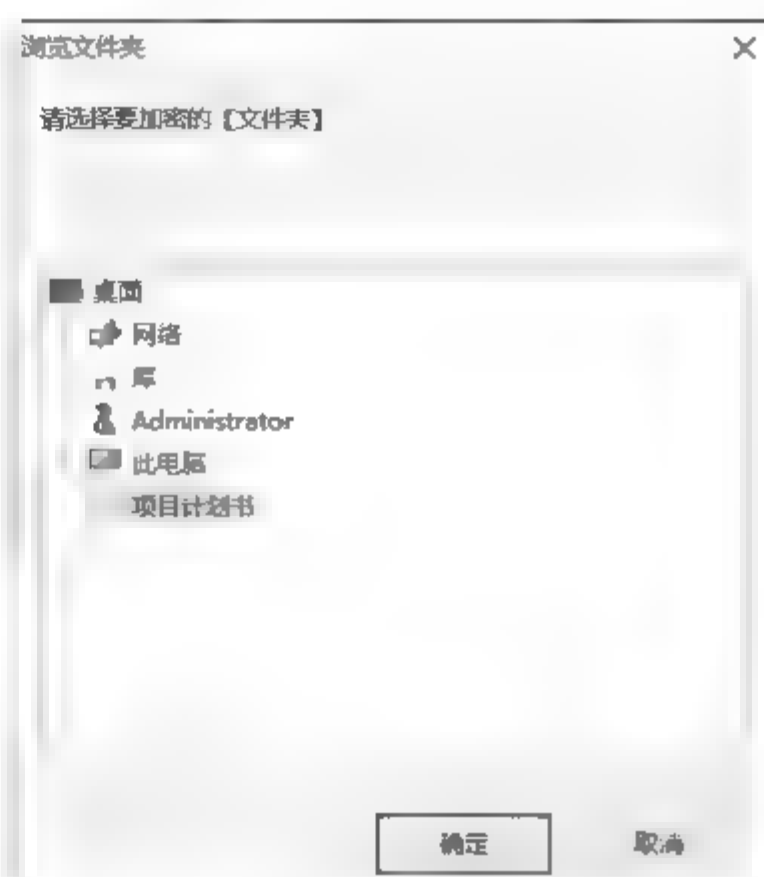 浏览文件夹
请选择要加密的【文件夹】
桌面
网络
库
Administrator
此电脑
项目计划书
确定 取消